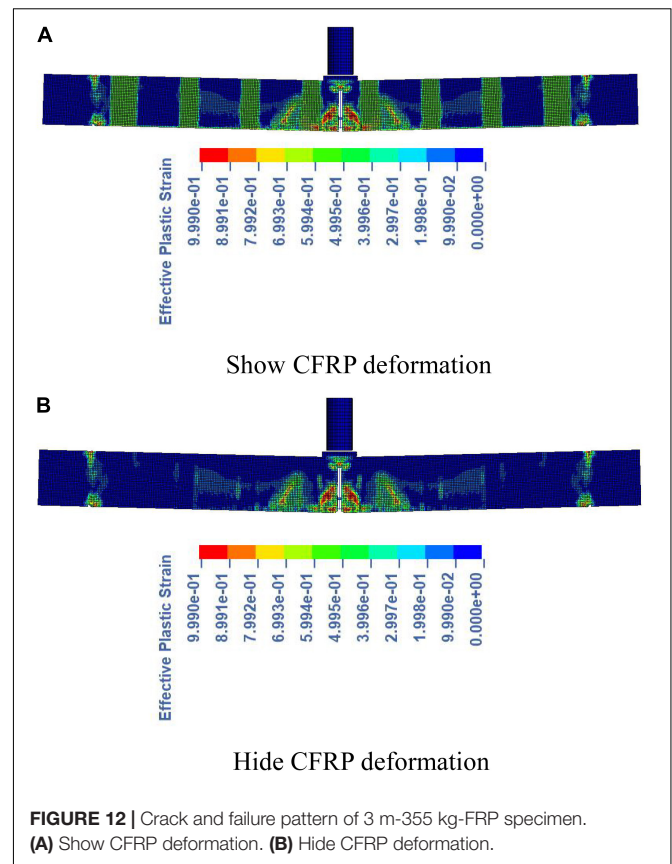 A
Effective Plastic Strain
9.990e-01
8.991e-01
7.992e-01
6.993e-01
5.994e-01
4.995e-01
3.996e-01
2.997e-01
1.998e-01
9.990e-02
0.000e+00
Show CFRP deformation
B
Effective Plastic Strain
9.990e-01
8.991e-01
7.992e-01
6.993e-01
5.994e-01
4.995e-01
3.996e-01
2.997e-01
1.998e-01
9.990e-02
0.000e+00
Hide CFRP deformation
FIGURE 12 | Crack and failure pattern of 3 m-355 kg-FRP specimen.
(A) Show CFRP deformation. (B) Hide CFRP deformation.